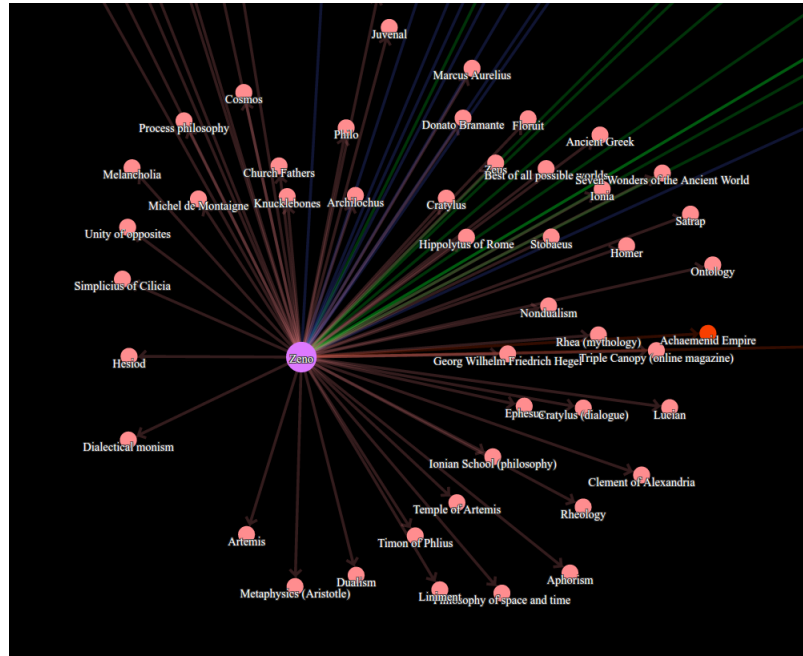 Juvenal
Marcus Aurelius
Cosmos
Process philosophy
Philo
Donato Bramante
Floruit
Ancient Greek
Melancholia
Church Fathers
Zeus
Best of all possible worlds
Seven Wonders of the Ancient World
Michel de Montaigne
Knucklebones
Archilochus
Cratylus
Ionia
Satrap
Unity of opposites
Hippolytus of Rome
Stobaeus
Homer
Ontology
Simplicius of Cilicia
Nondualism
Rhea (mythology)
Achaemenid Empire
Hesiod
Zeno
Georg Wilhelm Friedrich Hegel
Triple Canopy (online magazine)
Ephesus
Cratylus (dialogue)
Lucian
Dialectical monism
Ionian School (philosophy)
Clement of Alexandria
Temple of Artemis
Rheology
Artemis
Timon of Phlius
Metaphysics (Aristotle)
Dualism
Liniment
Philosophy of space and time
Aphorism